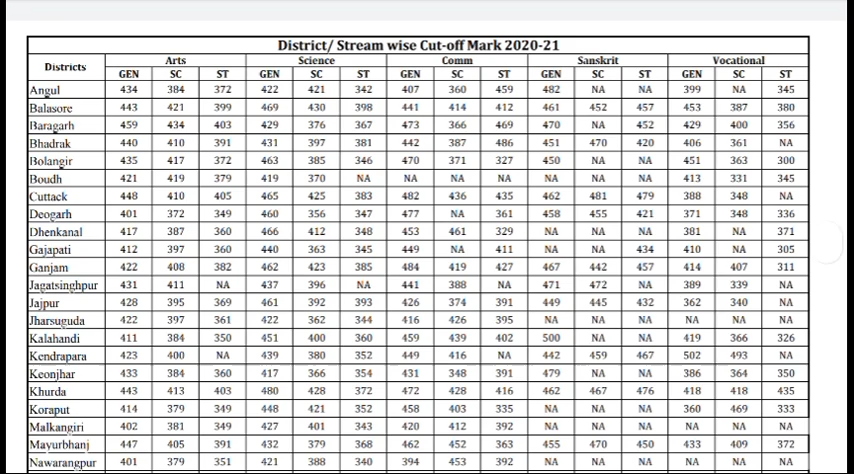 District/ Stream wise Cut-off Mark 2020-21
Districts Arts Science Comm Sanskrit Vocational
GEN SC ST GEN SC ST GEN SC ST GEN SC ST GEN SC ST
Angul 434 384 372 422 421 342 407 360 459 482 NA NA 399 NA 345
Balasore 443 421 399 469 430 398 441 414 412 461 452 457 453 387 380
Baragarh 459 434 403 429 376 367 473 366 469 470 NA 452 429 400 356
Bhadrak 440 410 391 431 397 381 442 387 486 451 470 420 406 361 NA
Bolangir 435 417 372 463 385 346 470 371 327 450 NA NA 451 363 300
Boudh 421 419 379 419 370 NA NA NA NA NA NA NA 413 331 345
Cuttack 448 410 405 465 425 383 482 436 435 462 481 479 388 348 NA
Deogarh 401 372 349 460 356 347 477 NA 361 458 455 421 371 348 336
Dhenkanal 417 387 360 466 412 348 453 461 329 NA NA NA 381 NA 371
Gajapati 412 397 360 440 363 345 449 NA 411 NA NA 434 410 NA 305
Ganjam 422 408 382 462 423 385 484 419 427 467 442 457 414 407 311
Jagatsinghpur 431 411 NA 437 396 NA 441 388 NA 471 472 NA 389 339 NA
Jajpur 428 395 369 461 392 393 426 374 391 449 445 432 362 340 NA
Jharsuguda 422 397 361 422 362 344 416 426 395 NA NA NA NA NA NA
Kalahandi 411 384 350 451 400 360 459 439 402 500 NA NA 419 366 326
Kendrapara 423 400 NA 439 380 352 449 416 NA 442 459 467 502 493 NA
Keonjhar 433 384 360 417 366 354 431 348 391 479 NA NA 386 364 350
Khurda 443 413 403 480 428 372 472 428 416 462 467 476 418 418 435
Koraput 414 379 349 448 421 352 458 403 335 NA NA NA 360 469 333
Malkangiri 402 381 349 427 401 343 420 412 392 NA NA NA NA NA NA
Mayurbhanj 447 405 391 432 379 368 462 452 363 455 470 450 433 409 372
Nawarangpur 401 379 351 421 388 340 394 453 392 NA NA NA NA NA NA